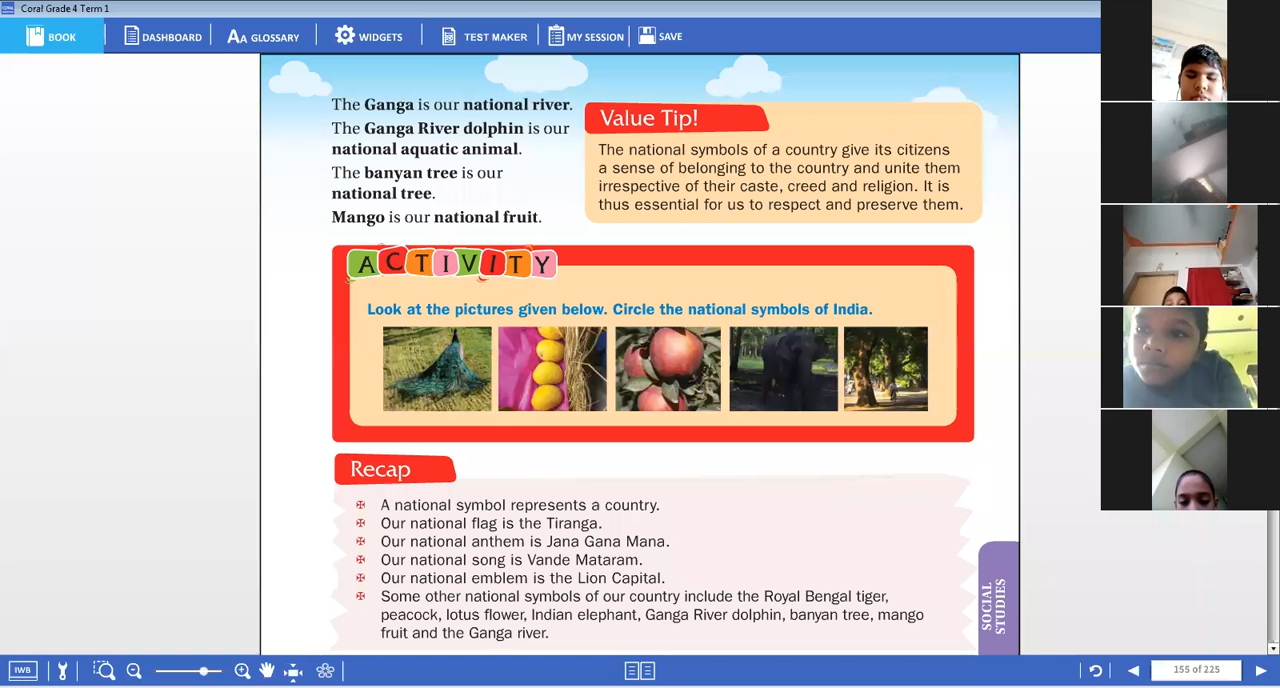 Coral Grade 4 Term 1
BOOK
DASHBOARD
AA GLOSSARY
WIDGETS
TEST MAKER
MY SESSION
SAVE
The Ganga is our national river.
The Ganga River dolphin is our
national aquatic animal.
The banyan tree is our
national tree.
Mango is our national fruit.
Value Tip!
The national symbols of a country give its citizens
a sense of belonging to the country and unite them
irrespective of their caste, creed and religion. It is
thus essential for us to respect and preserve them.
ACTIVITY
Look at the pictures given below. Circle the national symbols of India.
Recap
A national symbol represents a country.
Our national flag is the Tiranga.
Our national anthem is Jana Gana Mana.
Our national song is Vande Mataram.
Our national emblem is the Lion Capital.
Some other national symbols of our country include the Royal Bengal tiger,
peacock, lotus flower, Indian elephant, Ganga River dolphin, banyan tree, mango
fruit and the Ganga river.
SOCIAL
STUDIES
IWB
155 of 225